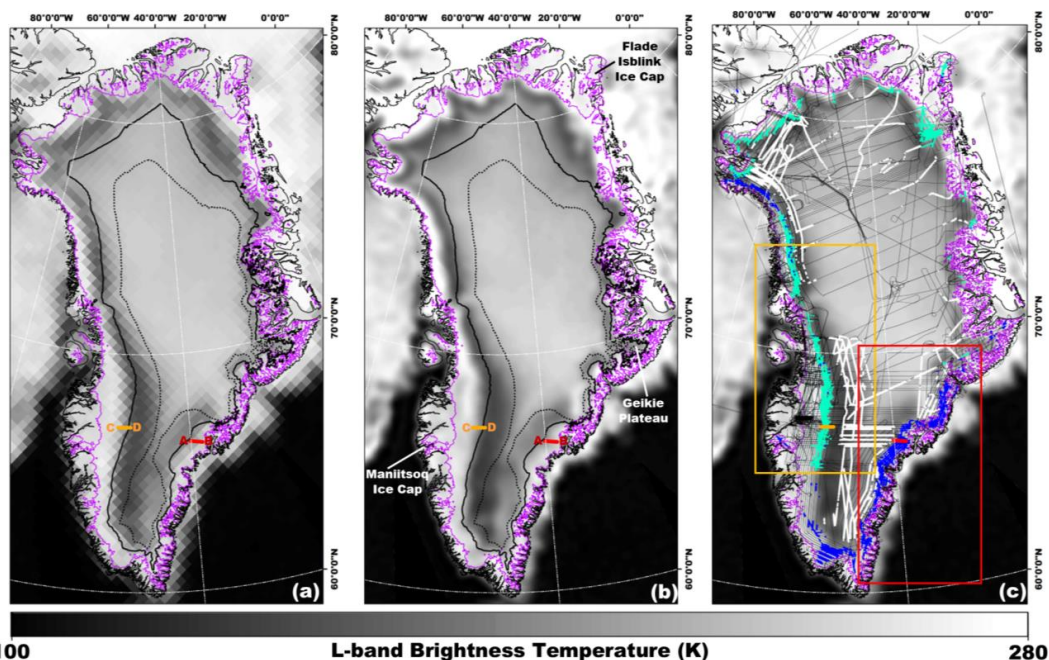 80°0'0"W 60°0'0"W 40°0'0"W 20°0'0"W 0°0'0"
80°0'0"W 60°0'0"W 40°0'0"W 20°0'0"W 0°0'0"
80°0'0"W 60°0'0"W 40°0'0"W 20°0'0"W 0°0'0"
80°0'0"N
80°0'0"N
80°0'0"N
Flade
Isblink
Ice Cap
70°0'0"N
70°0'0"N
70°0'0"N
Geikie
Plateau
C D
A B
C D
A B
Maniitsoq
Ice Cap
60°0'0"N
60°0'0"N
60°0'0"N
(a)
(b)
(c)
100
L-band Brightness Temperature (K)
280